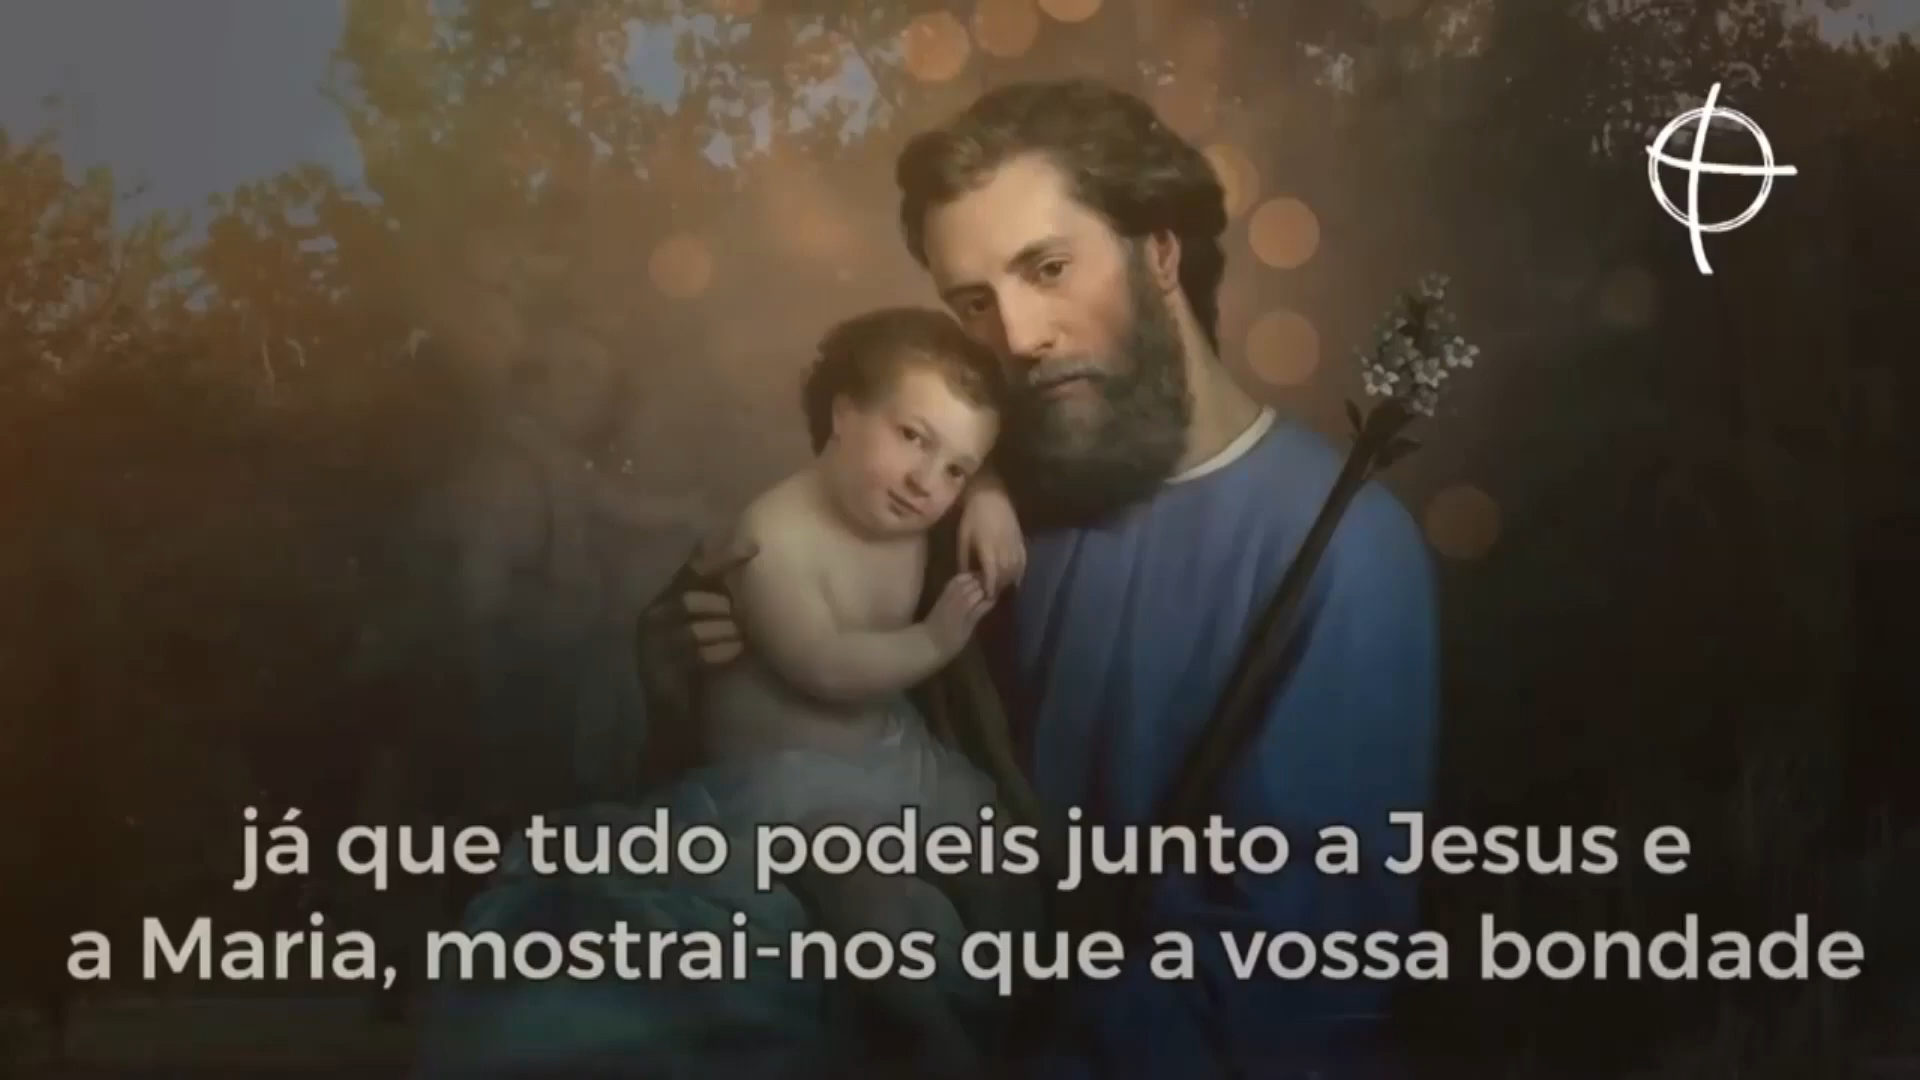 já que tudo podeis junto a Jesus e
a Maria, mostrai-nos que a vossa bondade